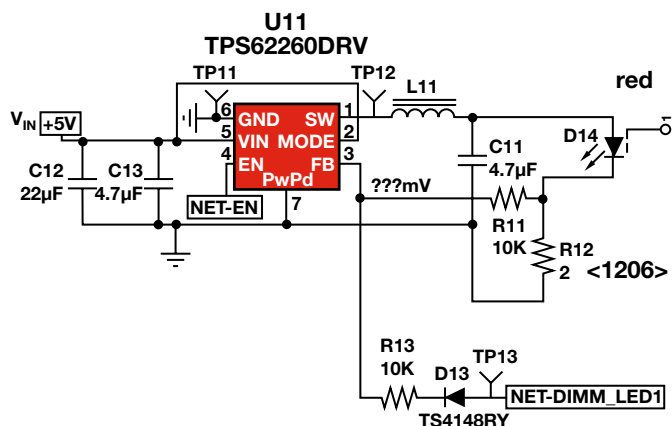 U11
TPS62260DRV
TP11
TP12
L11
red
VIN +5V
6 GND SW 1
5 VIN MODE 2
4 EN FB 3
PwPd
7
C12
22µF
C13
4.7µF
NET-EN
C11
4.7µF
D14
1
???mV
R11
10K
R12
2
<1206>
R13
10K
D13
TS4148RY
TP13
NET-DIMM_LED1